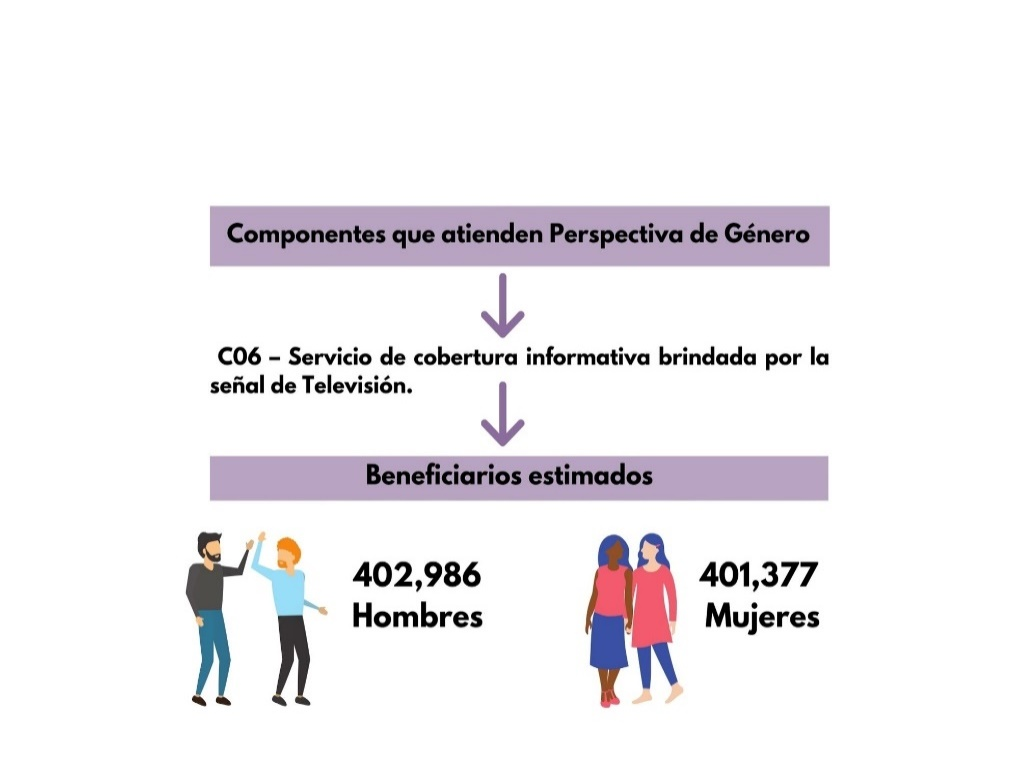 Componentes que atienden Perspectiva de Género
C06 – Servicio de cobertura informativa brindada por la
señal de Televisión.
Beneficiarios estimados
402,986
Hombres
401,377
Mujeres